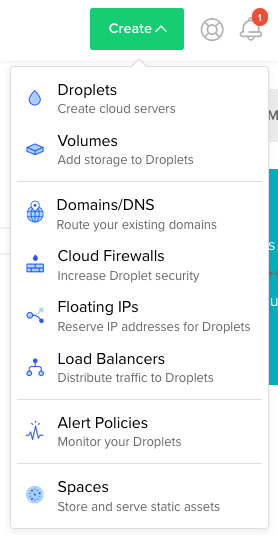 Create
1
Droplets
Create cloud servers
Volumes
Add storage to Droplets
Domains/DNS
Route your existing domains
Cloud Firewalls
Increase Droplet security
Floating IPs
Reserve IP addresses for Droplets
Load Balancers
Distribute traffic to Droplets
Alert Policies
Monitor your Droplets
Spaces
Store and serve static assets